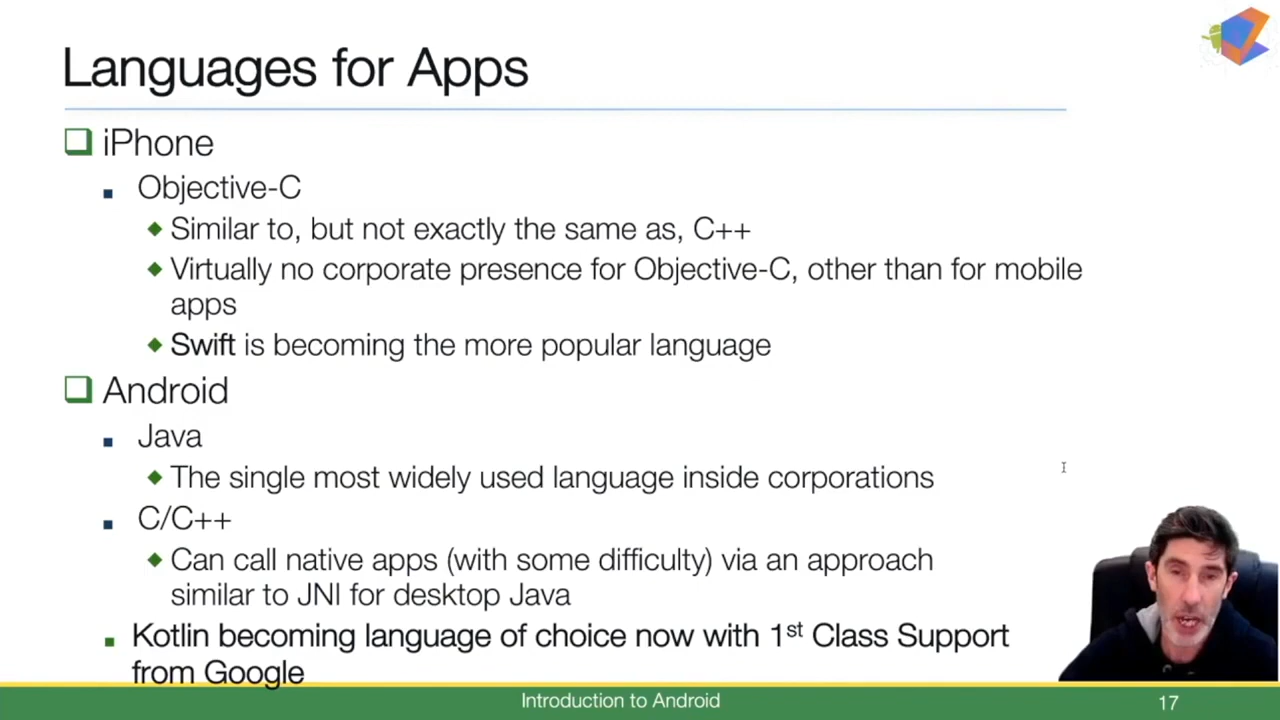 Languages for Apps
iPhone
Objective-C
Similar to, but not exactly the same as, C++
Virtually no corporate presence for Objective-C, other than for mobile
apps
Swift is becoming the more popular language
Android
Java
The single most widely used language inside corporations
C/C++
Can call native apps (with some difficulty) via an approach
similar to JNI for desktop Java
Kotlin becoming language of choice now with 1st Class Support
from Google
Introduction to Android
17